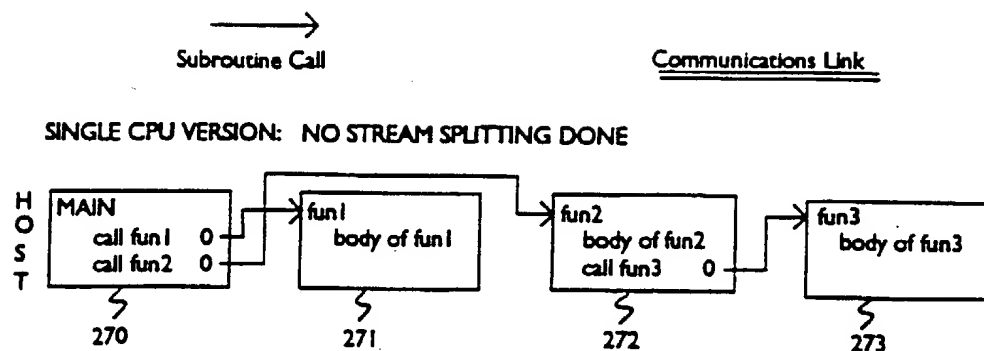 Subroutine Call
Communications Link
SINGLE CPU VERSION: NO STREAM SPLITTING DONE
HOST
MAIN
call fun1 0
call fun2 0
fun1
body of fun1
fun2
body of fun2
call fun3 0
fun3
body of fun3
270
271
272
273